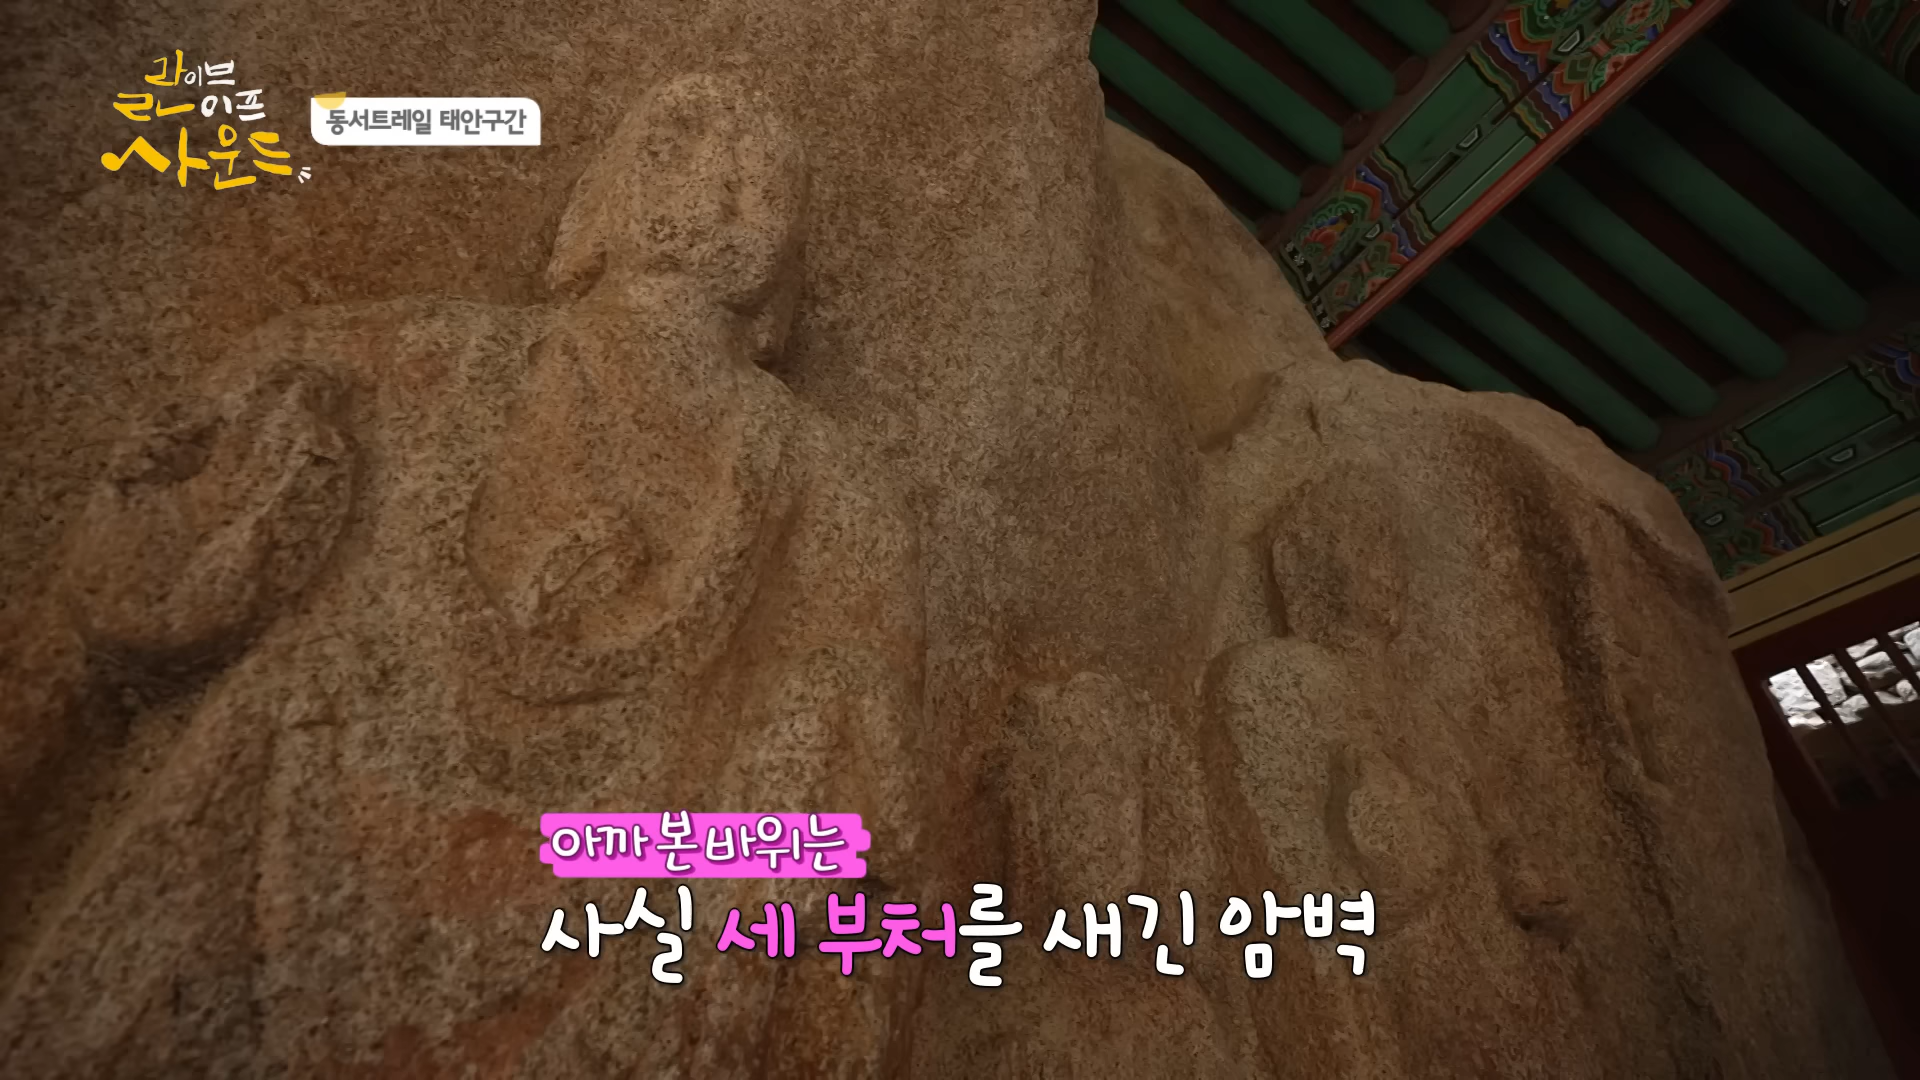 라이브
라이프
사운드
동서트레일 태안구간
아까 본 바위는
사실 세 부처를 새긴 암벽